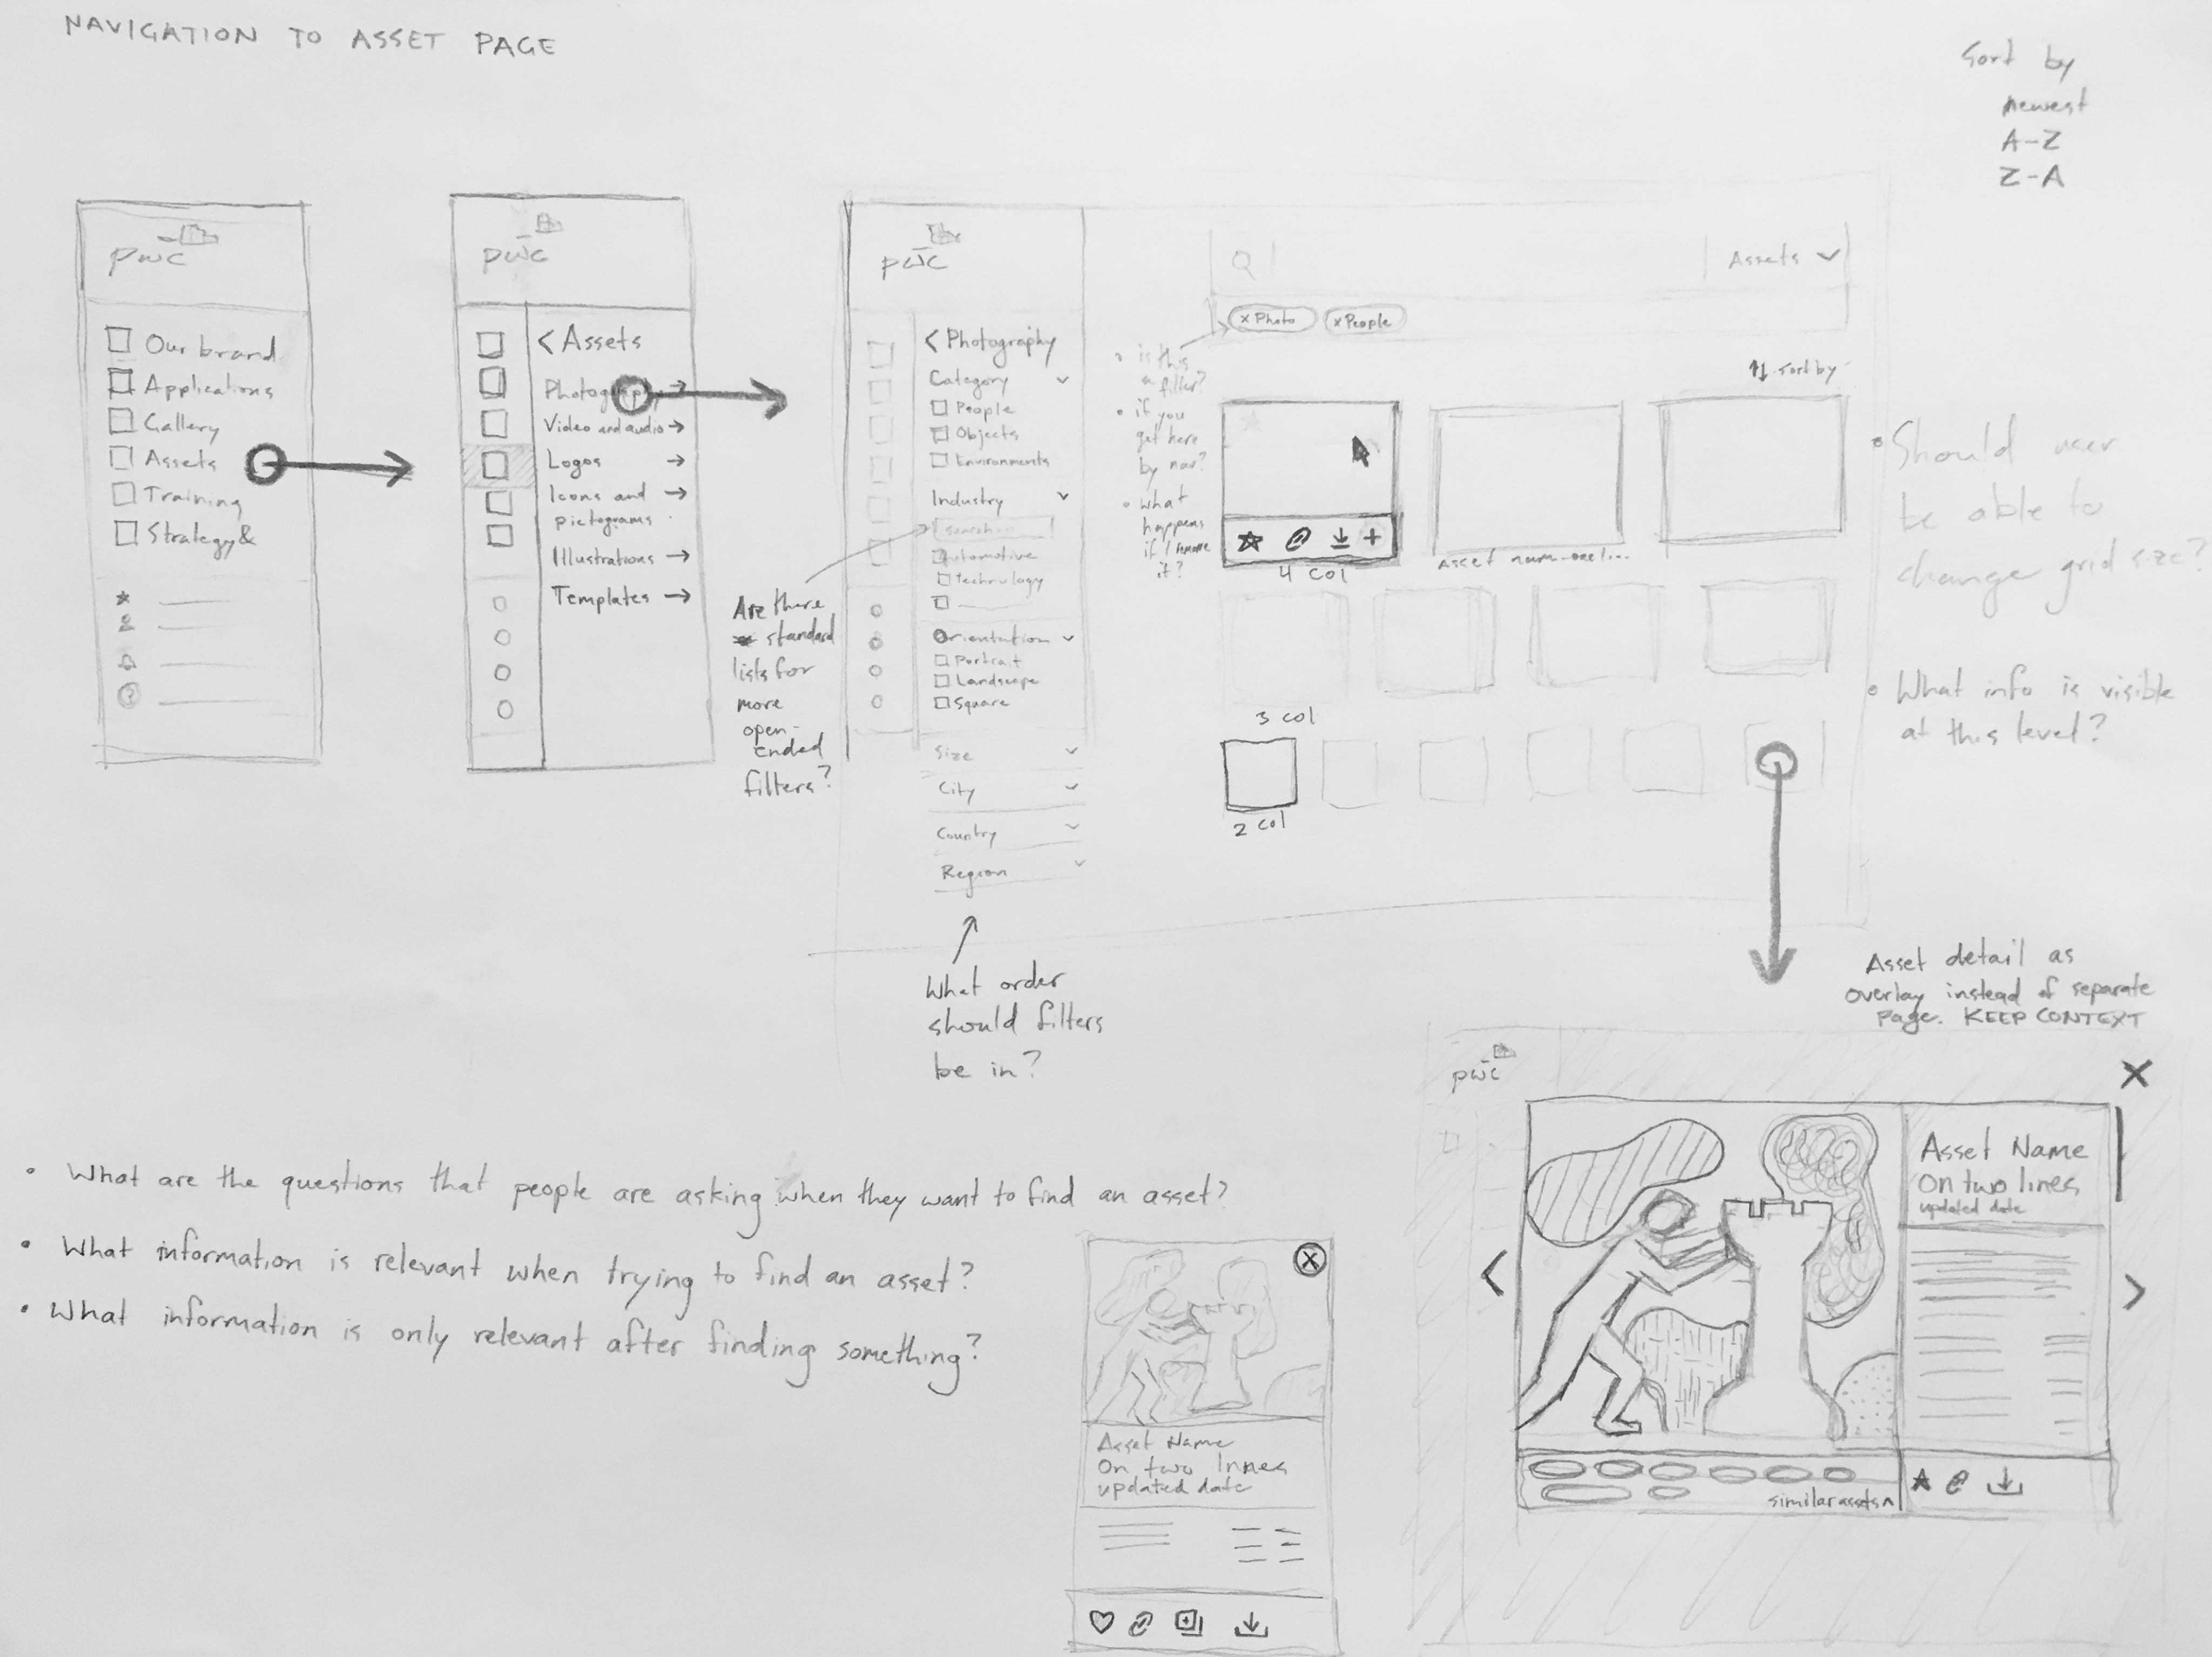 NAVIGATION TO ASSET PAGE
Sort by
newest
A-Z
Z-A
pwc
Our brand
Applications
Gallery
Assets
Training
Strategy&
pwc
< Assets
Photography →
Video and audio →
Logos →
Icons and →
pictograms
Illustrations →
Templates →
Are there
standard
lists for
more
open-
ended
filters?
pwc
< Photography
Category
People
Objects
Environments
Industry
search...
Automotive
Technology
Orientation
Portrait
Landscape
Square
Size
City
Country
Region
What order
should filters
be in?
Assets
x Photo
x People
• is this
a filter?
• if you
get here
by nav?
• what
happens
if I remove
it?
sort by
4 col
Asset
3 col
2 col
• Should user
be able to
change grid size?
• What info is visible
at this level?
Asset detail as
overlay instead of separate
page. KEEP CONTEXT
pwc
X
Asset Name
On two lines
updated date
<
>
similar assets ^
• What are the questions that people are asking when they want to find an asset?
• What information is relevant when trying to find an asset?
• What information is only relevant after finding something?
X
Asset Name
On two lnnes
updated date